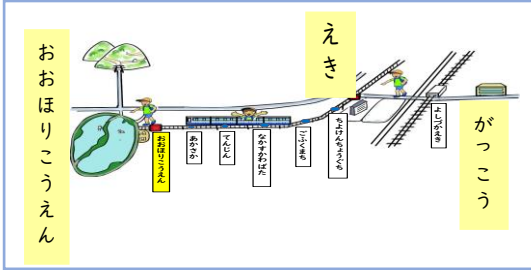 おおほりこうえん
おおほりこうえん
あかさか
てんじん
なかすかわばた
ごふくまち
ちよけんちょうぐち
えき
よしづかえき
がっこう